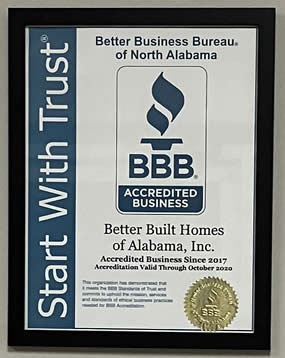 Start With Trust®
Better Business Bureau®
of North Alabama
BBB
ACCREDITED
BUSINESS
Better Built Homes
of Alabama, Inc.
Accredited Business Since 2017
Accreditation Valid Through October 2020
This organization has demonstrated that
it meets the BBB Standards of Trust and
commits to uphold the mission, services
and standards of ethical business practices
needed for BBB Accreditation.
BBB